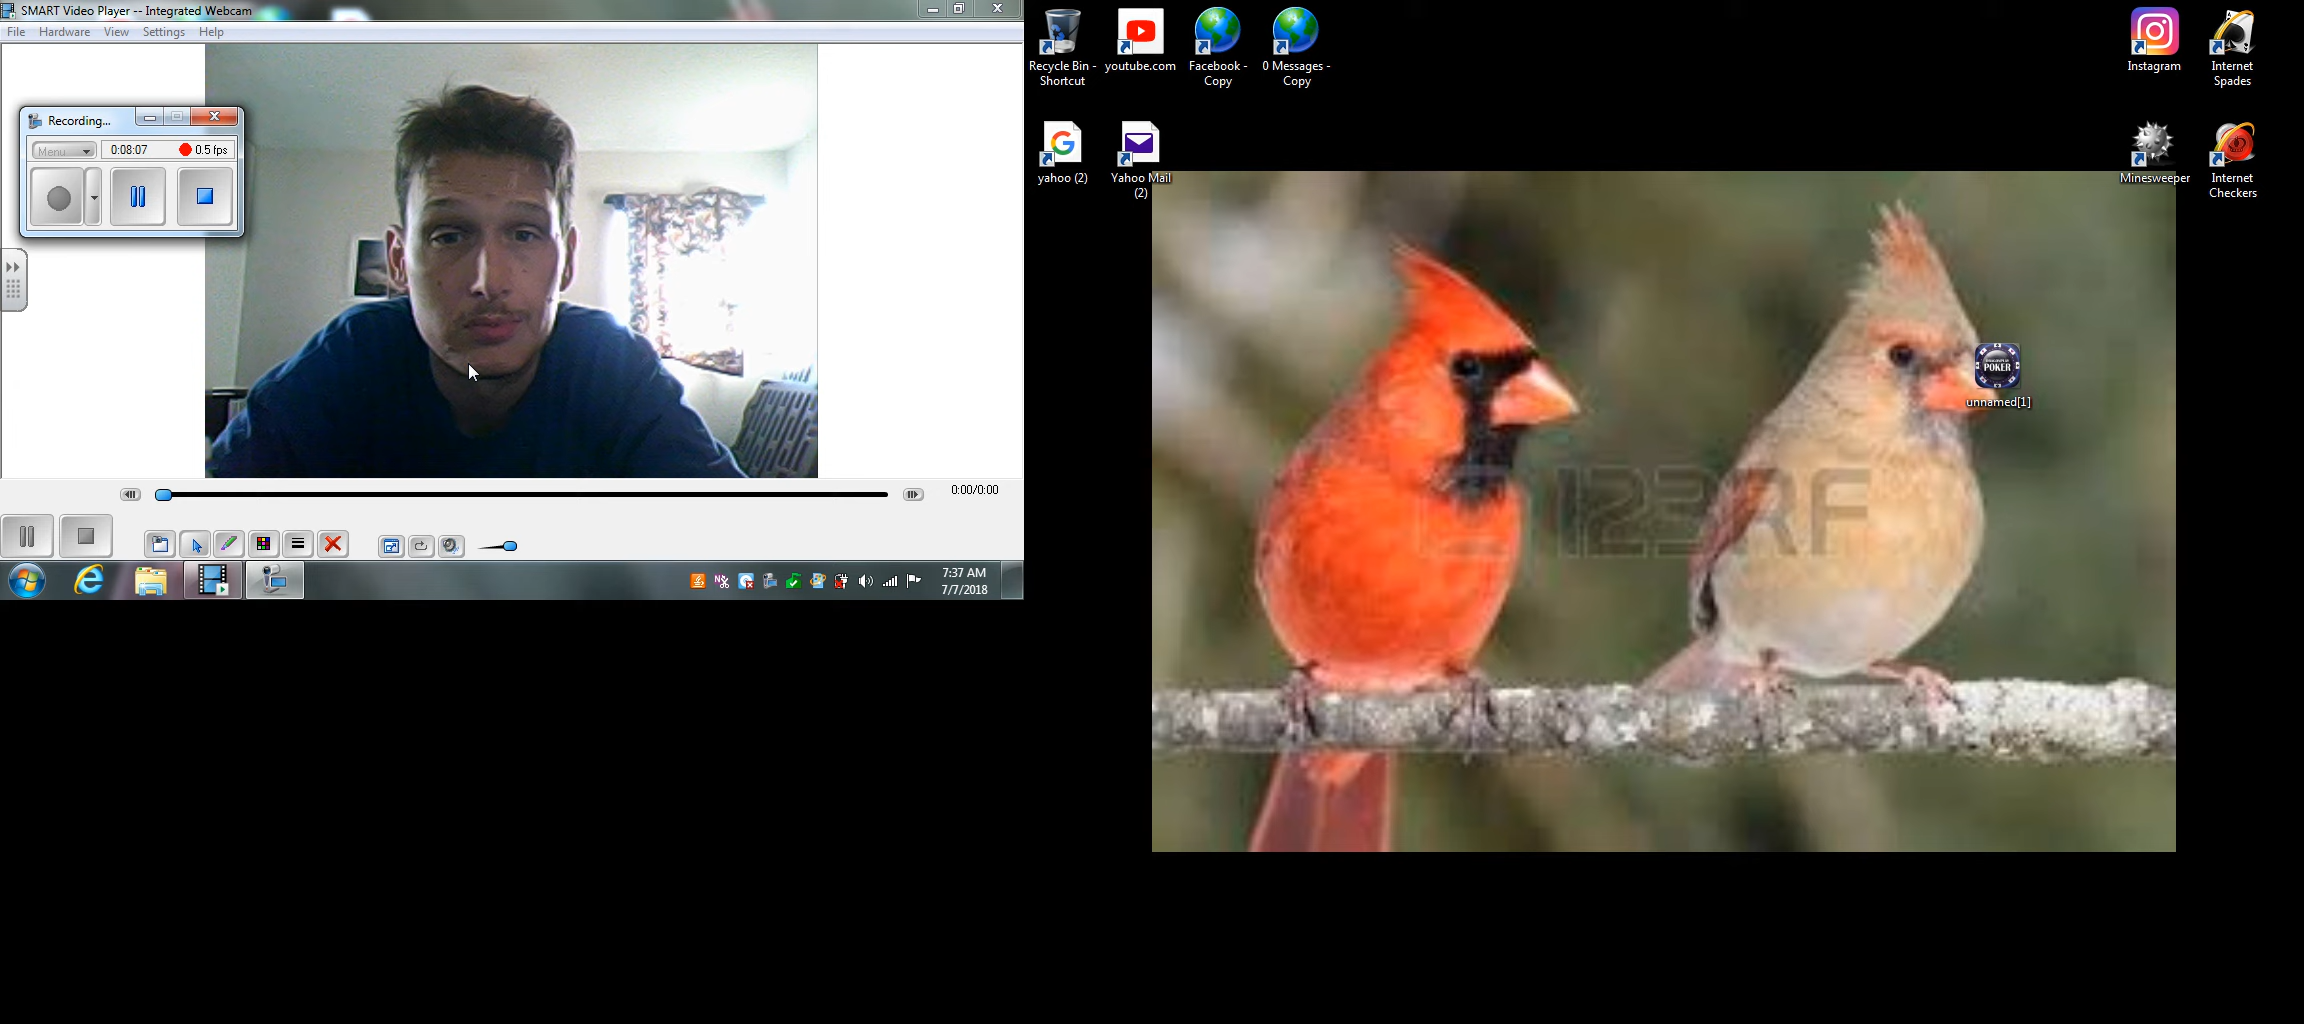 SMART Video Player -- Integrated Webcam
File Hardware View Settings Help
Recording...
Menu 0:08:07 0.5 fps
0:00/0:00
7:37 AM
7/7/2018
Recycle Bin - Shortcut
youtube.com
Facebook - Copy
0 Messages - Copy
yahoo (2)
Yahoo Mail (2)
Instagram
Internet Spades
Minesweeper
Internet Checkers
POKER
unnamed[1]
123RF